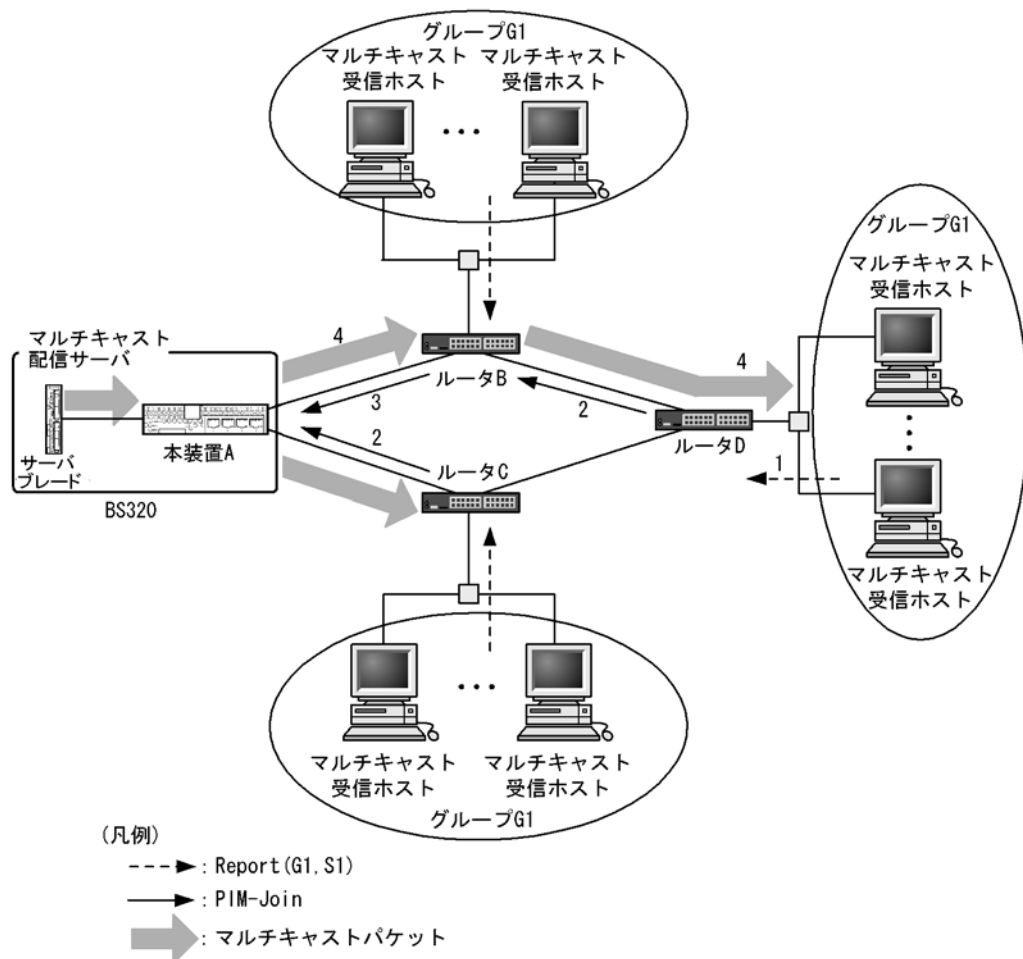 グループG1
マルチキャスト
受信ホスト
マルチキャスト
受信ホスト
・・・
グループG1
マルチキャスト
受信ホスト
マルチキャスト
配信サーバ
4
4
ルータB
3
2
2
ルータD
本装置A
サーバ
ブレード
ルータC
1
BS320
マルチキャスト
受信ホスト
・・・
マルチキャスト
受信ホスト
マルチキャスト
受信ホスト
グループG1
(凡例)
: Report(G1,S1)
: PIM-Join
: マルチキャストパケット